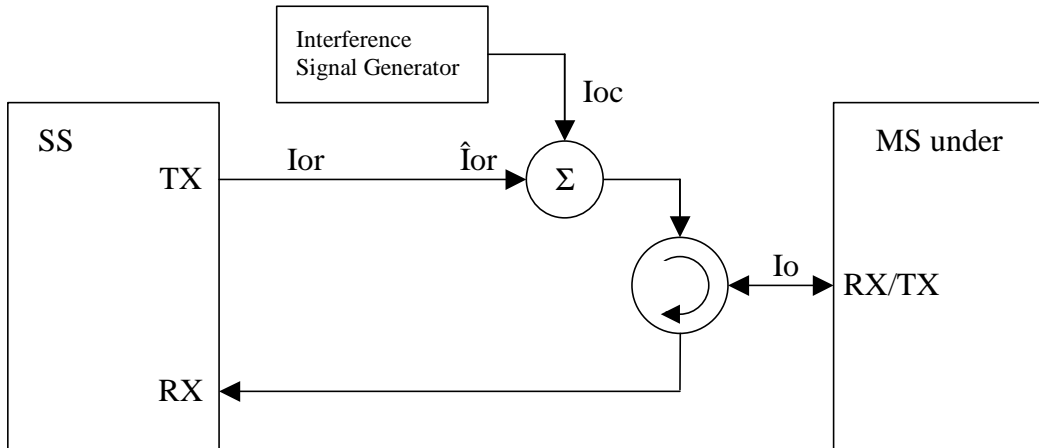 Interference
Signal Generator
Ioc
SS
MS under
TX
Ior
Îor
Σ
Io
RX/TX
RX